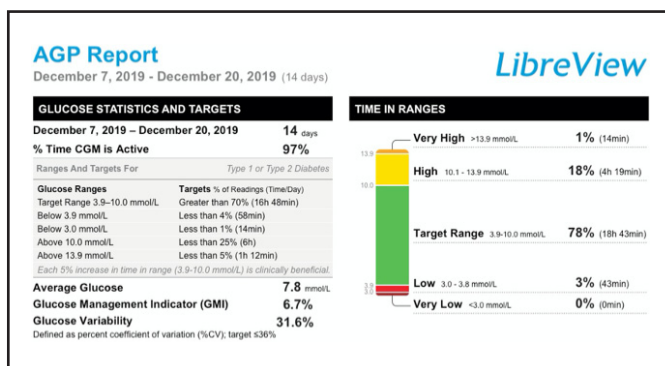 AGP Report
December 7, 2019 - December 20, 2019 (14 days)
LibreView
GLUCOSE STATISTICS AND TARGETS
December 7, 2019 – December 20, 2019 14 days
% Time CGM is Active 97%
Ranges And Targets For Type 1 or Type 2 Diabetes
Glucose Ranges Targets % of Readings (Time/Day)
Target Range 3.9–10.0 mmol/L Greater than 70% (16h 48min)
Below 3.9 mmol/L Less than 4% (58min)
Below 3.0 mmol/L Less than 1% (14min)
Above 10.0 mmol/L Less than 25% (6h)
Above 13.9 mmol/L Less than 5% (1h 12min)
Each 5% increase in time in range (3.9-10.0 mmol/L) is clinically beneficial.
Average Glucose 7.8 mmol/L
Glucose Management Indicator (GMI) 6.7%
Glucose Variability 31.6%
Defined as percent coefficient of variation (%CV); target ≤36%
TIME IN RANGES
Very High >13.9 mmol/L 1% (14min)
13.9
High 10.1 - 13.9 mmol/L 18% (4h 19min)
10.0
Target Range 3.9-10.0 mmol/L 78% (18h 43min)
Low 3.0 - 3.8 mmol/L 3% (43min)
3.9
3.0
Very Low <3.0 mmol/L 0% (0min)